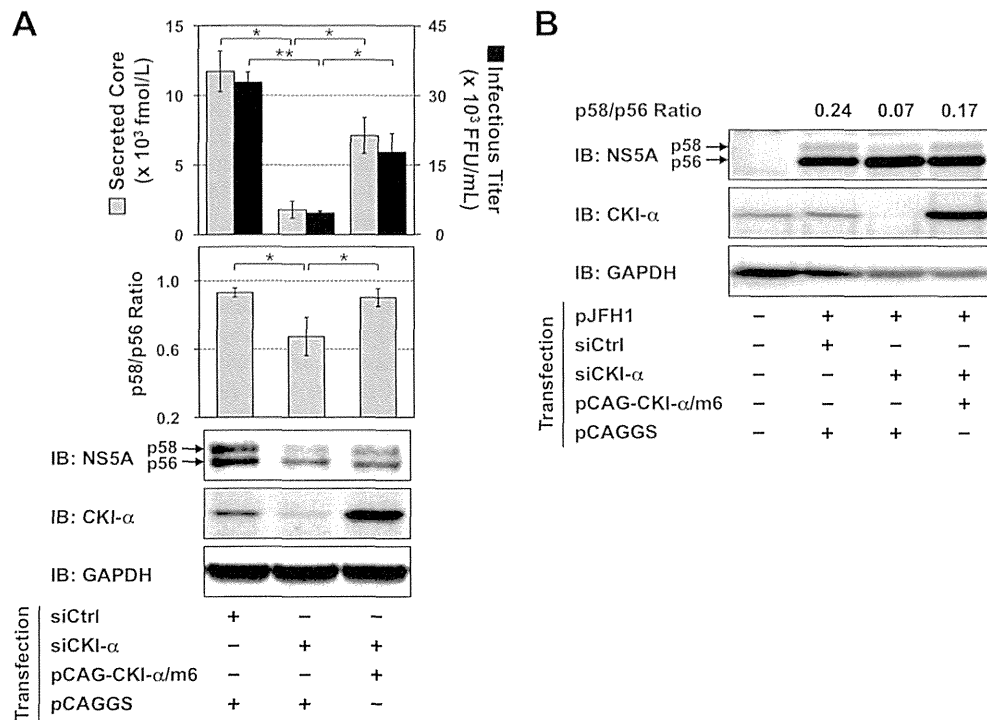 A
Secreted Core
(x 10³ fmol/L)
15
10
5
0
* *
** *
45
30
15
0
Infectious Titer
(x 10³ FFU/mL)
p58/p56 Ratio
1.0
0.6
0.2
* *
IB: NS5A
p58
p56
IB: CKI-α
IB: GAPDH
Transfection
siCtrl + – –
siCKI-α – + +
pCAG-CKI-α/m6 – – +
pCAGGS + + –
B
p58/p56 Ratio 0.24 0.07 0.17
p58
IB: NS5A
p56
IB: CKI-α
IB: GAPDH
Transfection
pJFH1 – + + +
siCtrl – + – –
siCKI-α – – + +
pCAG-CKI-α/m6 – – – +
pCAGGS – + + –